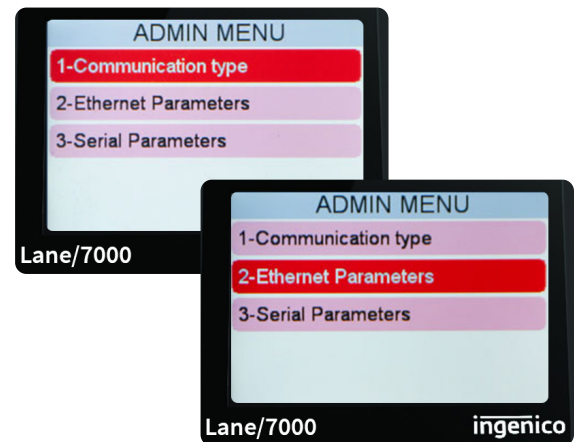 ADMIN MENU
1-Communication type
2-Ethernet Parameters
3-Serial Parameters
Lane/7000
ADMIN MENU
1-Communication type
2-Ethernet Parameters
3-Serial Parameters
Lane/7000
ingenico